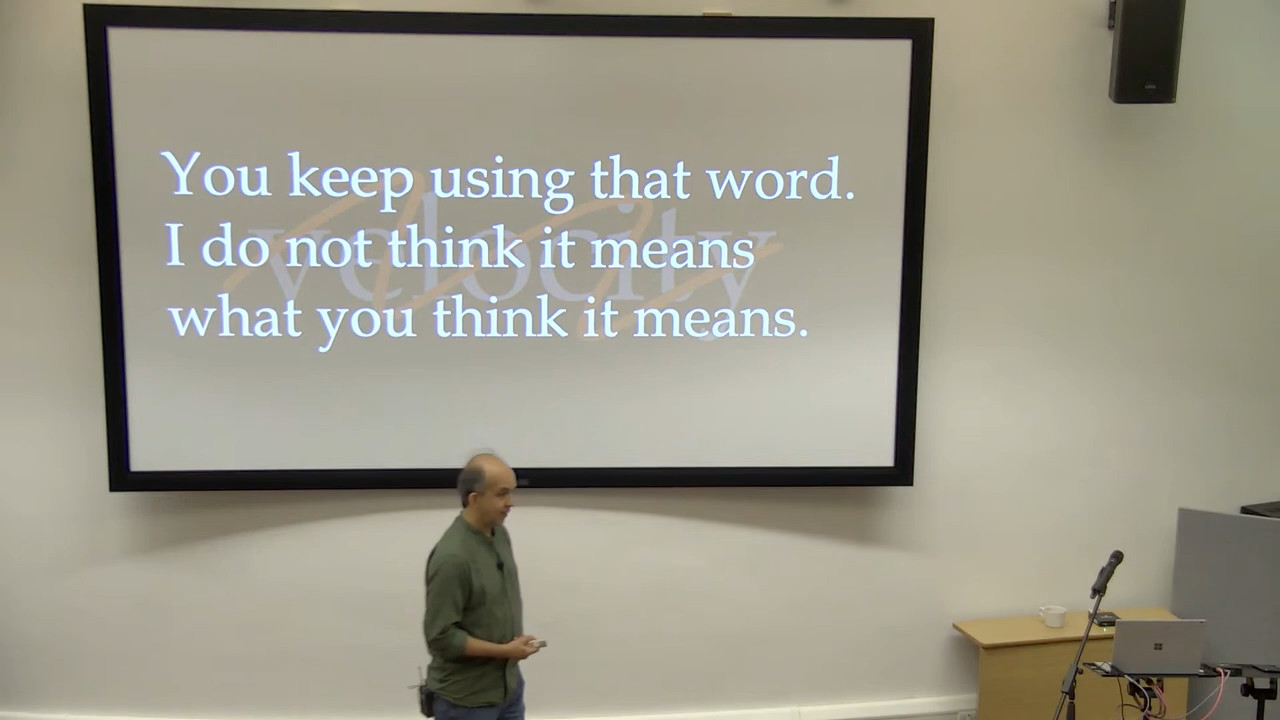 You keep using that word.
I do not think it means
what you think it means.
velocity